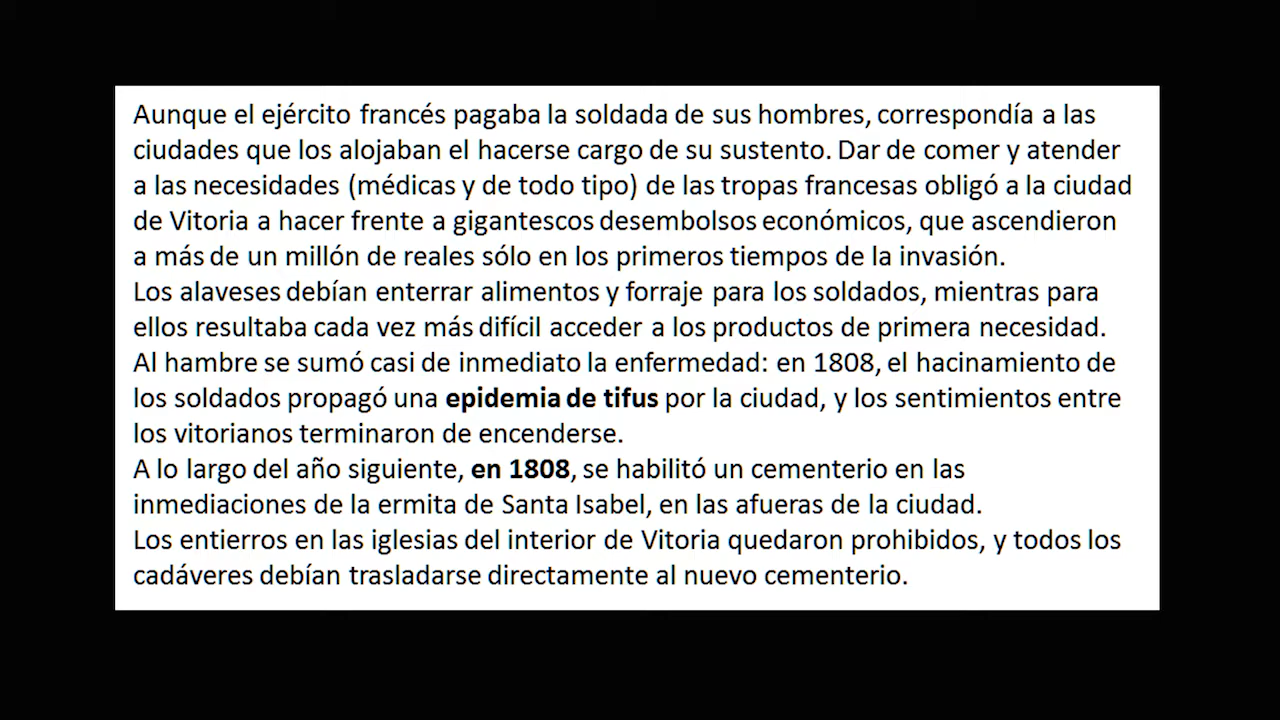 Aunque el ejército francés pagaba la soldada de sus hombres, correspondía a las
ciudades que los alojaban el hacerse cargo de su sustento. Dar de comer y atender
a las necesidades (médicas y de todo tipo) de las tropas francesas obligó a la ciudad
de Vitoria a hacer frente a gigantescos desembolsos económicos, que ascendieron
a más de un millón de reales sólo en los primeros tiempos de la invasión.
Los alaveses debían enterrar alimentos y forraje para los soldados, mientras para
ellos resultaba cada vez más difícil acceder a los productos de primera necesidad.
Al hambre se sumó casi de inmediato la enfermedad: en 1808, el hacinamiento de
los soldados propagó una epidemia de tifus por la ciudad, y los sentimientos entre
los vitorianos terminaron de encenderse.
A lo largo del año siguiente, en 1808, se habilitó un cementerio en las
inmediaciones de la ermita de Santa Isabel, en las afueras de la ciudad.
Los entierros en las iglesias del interior de Vitoria quedaron prohibidos, y todos los
cadáveres debían trasladarse directamente al nuevo cementerio.